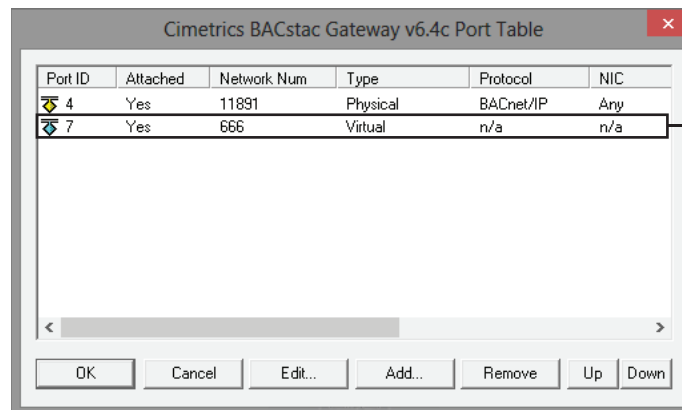 Cimetrics BACstac Gateway v6.4c Port Table
Port ID Attached Network Num Type Protocol NIC
4 Yes 11891 Physical BACnet/IP Any
7 Yes 666 Virtual n/a n/a
OK Cancel Edit... Add... Remove Up Down